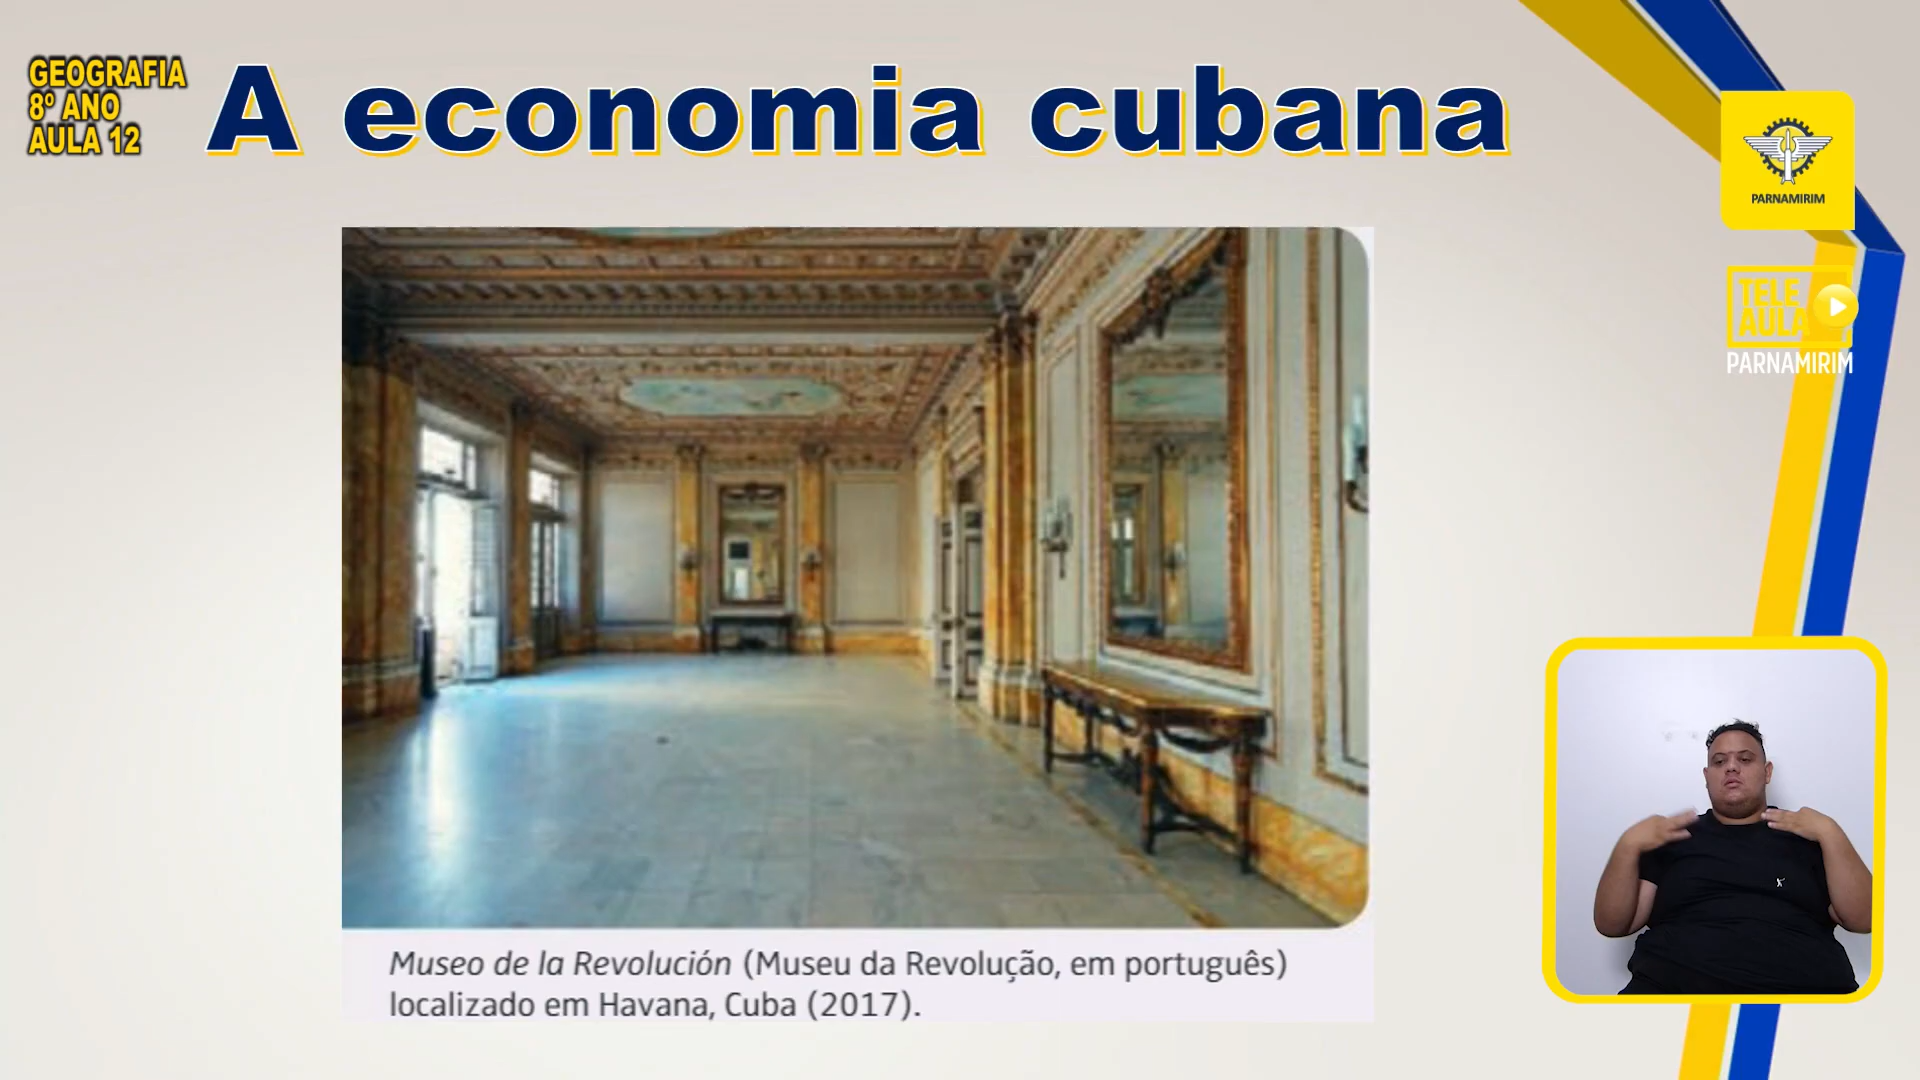 GEOGRAFIA
8º ANO
AULA 12
A economia cubana
PARNAMIRIM
TELE
AULA
PARNAMIRIM
Museo de la Revolución (Museu da Revolução, em português)
localizado em Havana, Cuba (2017).